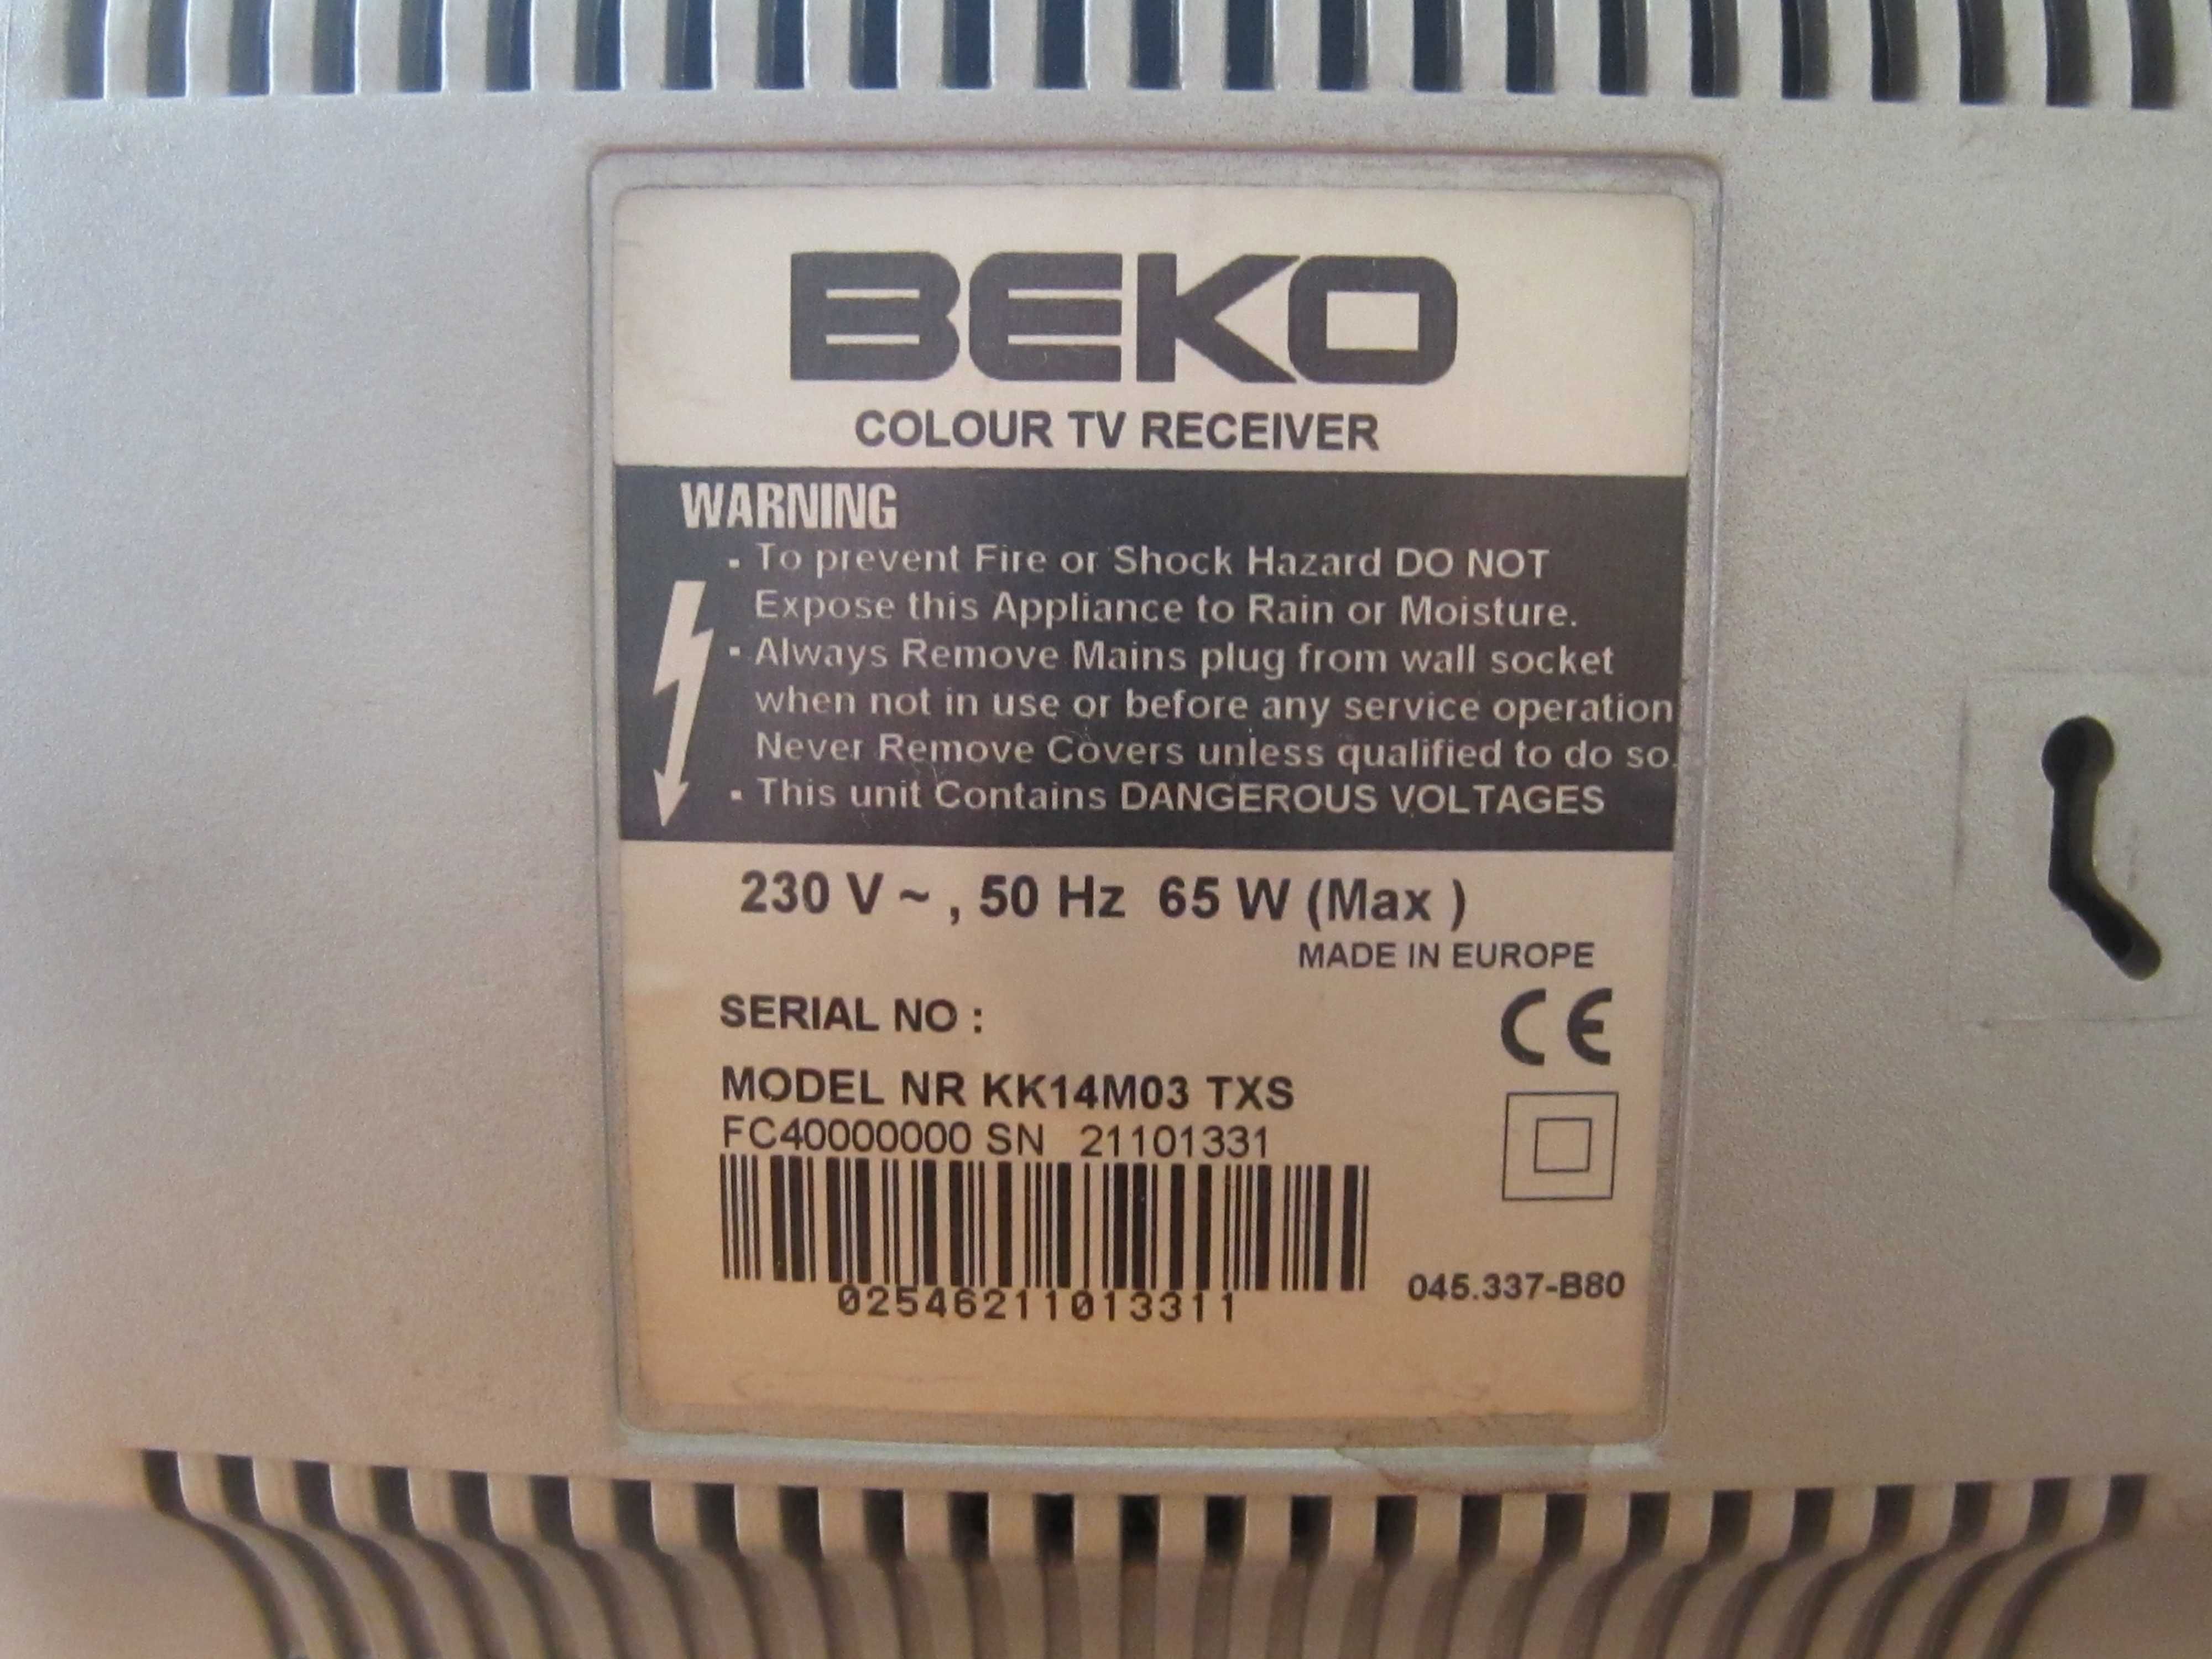 BEKO
COLOUR TV RECEIVER
WARNING
▪ To prevent Fire or Shock Hazard DO NOT
Expose this Appliance to Rain or Moisture.
▪ Always Remove Mains plug from wall socket
when not in use or before any service operation
Never Remove Covers unless qualified to do so.
▪ This unit Contains DANGEROUS VOLTAGES
230 V ~ , 50 Hz 65 W (Max )
MADE IN EUROPE
SERIAL NO :
CE
MODEL NR KK14M03 TXS
FC40000000 SN 21101331
02546211013311
045.337-B80